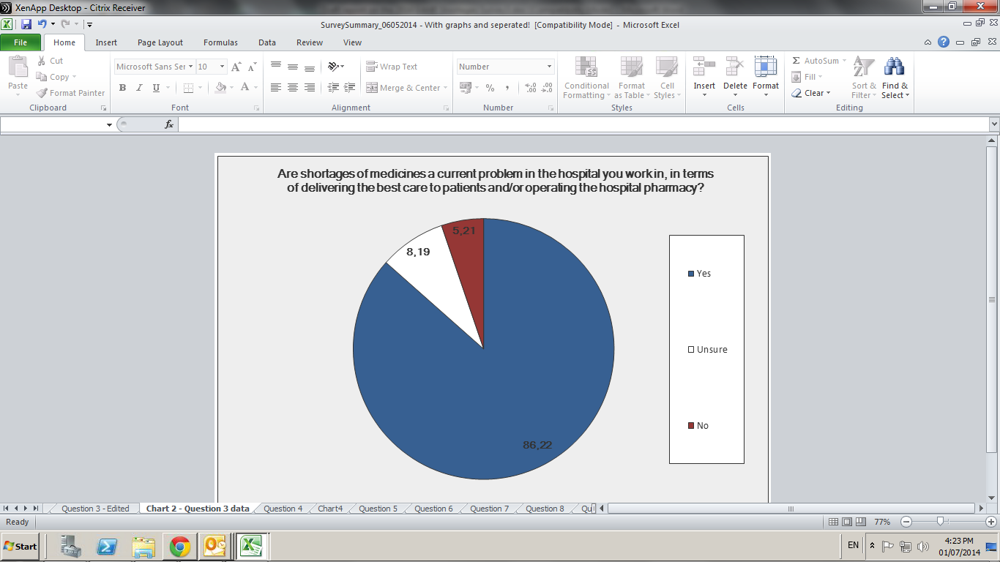 XenApp Desktop - Citrix Receiver
SurveySummary_06052014 - With graphs and seperated! [Compatibility Mode] - Microsoft Excel
File Home Insert Page Layout Formulas Data Review View
Cut
Copy
Format Painter
Paste
Clipboard
Microsoft Sans Ser 10
B I U
Font
Wrap Text
Merge & Center
Alignment
Number
%
Number
Conditional Formatting
Format as Table
Cell Styles
Styles
Insert Delete Format
Cells
AutoSum
Fill
Clear
Sort & Filter
Find & Select
Editing
fx
Are shortages of medicines a current problem in the hospital you work in, in terms
of delivering the best care to patients and/or operating the hospital pharmacy?
5,21
8,19
86,22
Yes
Unsure
No
Question 3 - Edited Chart 2 - Question 3 data Question 4 Chart4 Question 5 Question 6 Question 7 Question 8
Ready 77%
Start EN 4:23 PM
01/07/2014